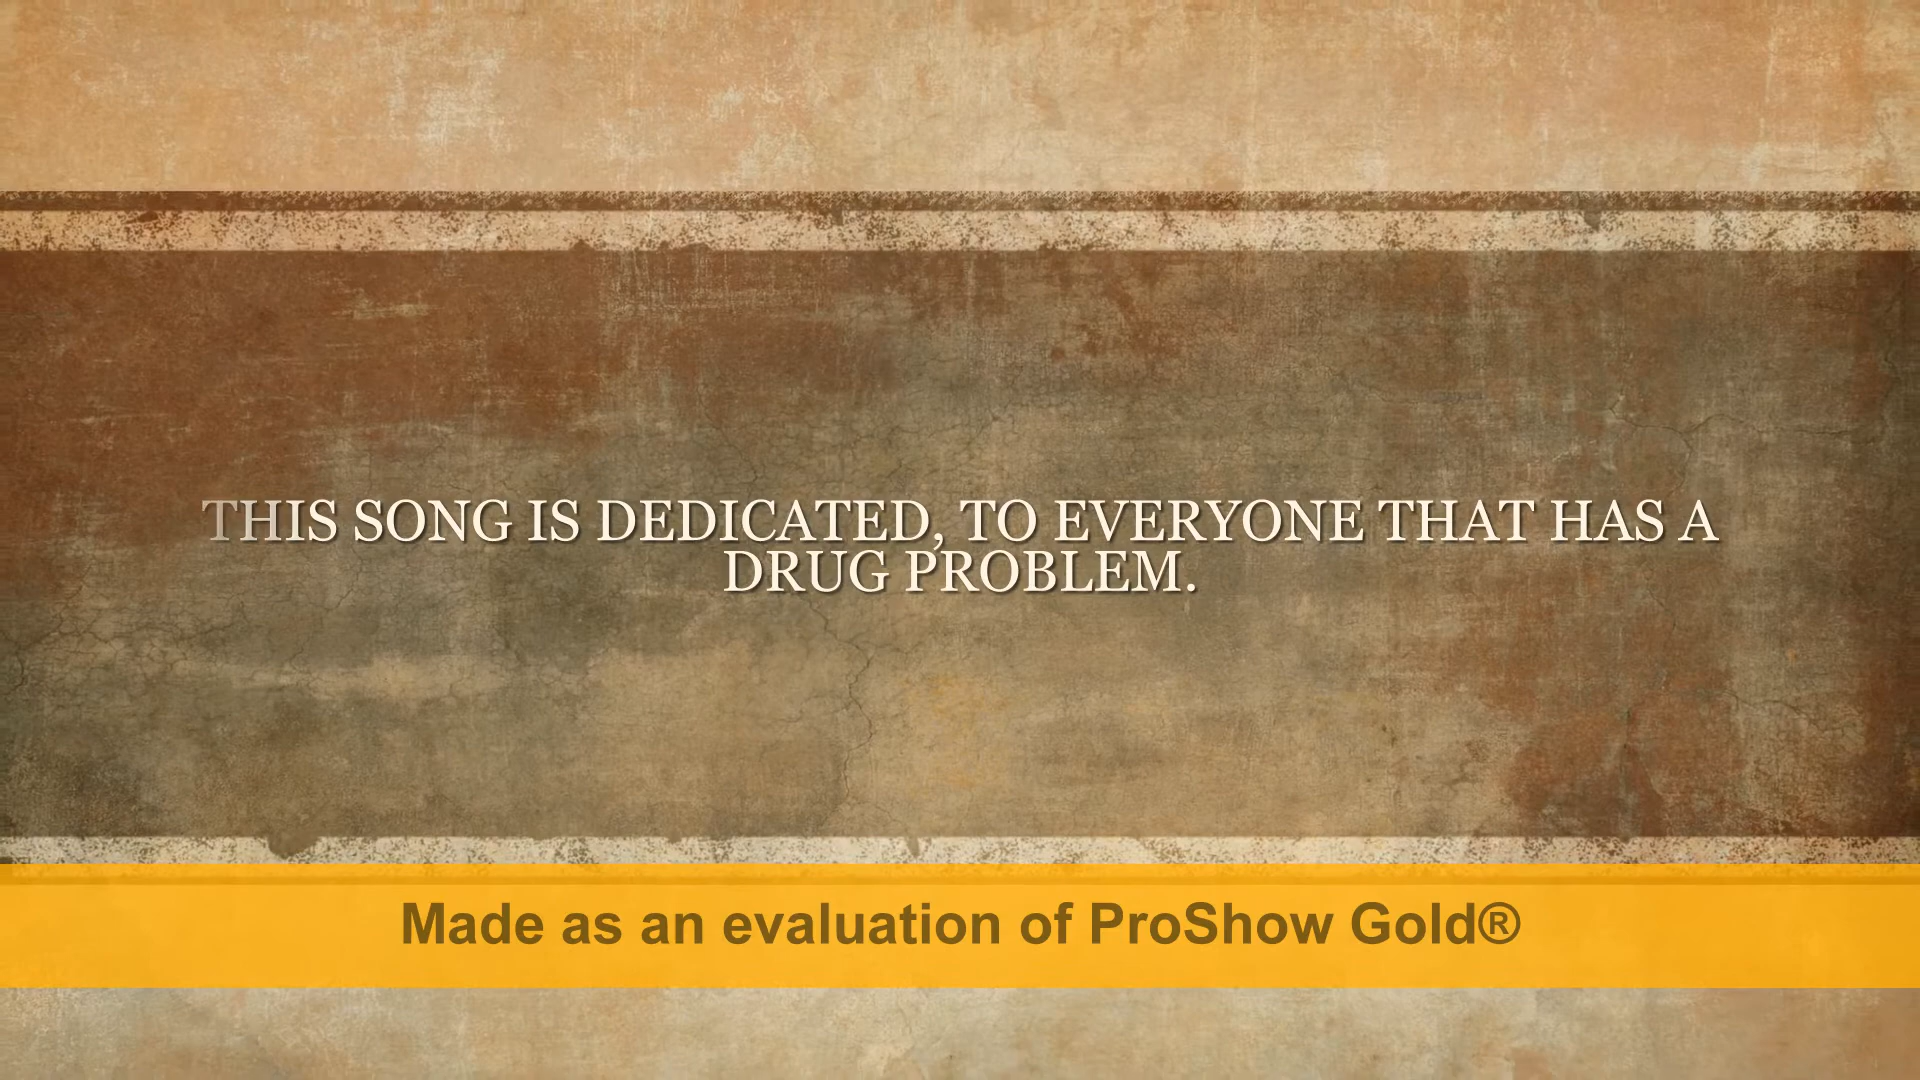 THIS SONG IS DEDICATED, TO EVERYONE THAT HAS A
DRUG PROBLEM.
Made as an evaluation of ProShow Gold®